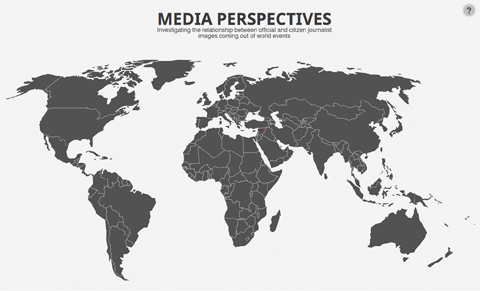 ?
MEDIA PERSPECTIVES
Investigating the relationship between official and citizen journalist
images coming out of world events